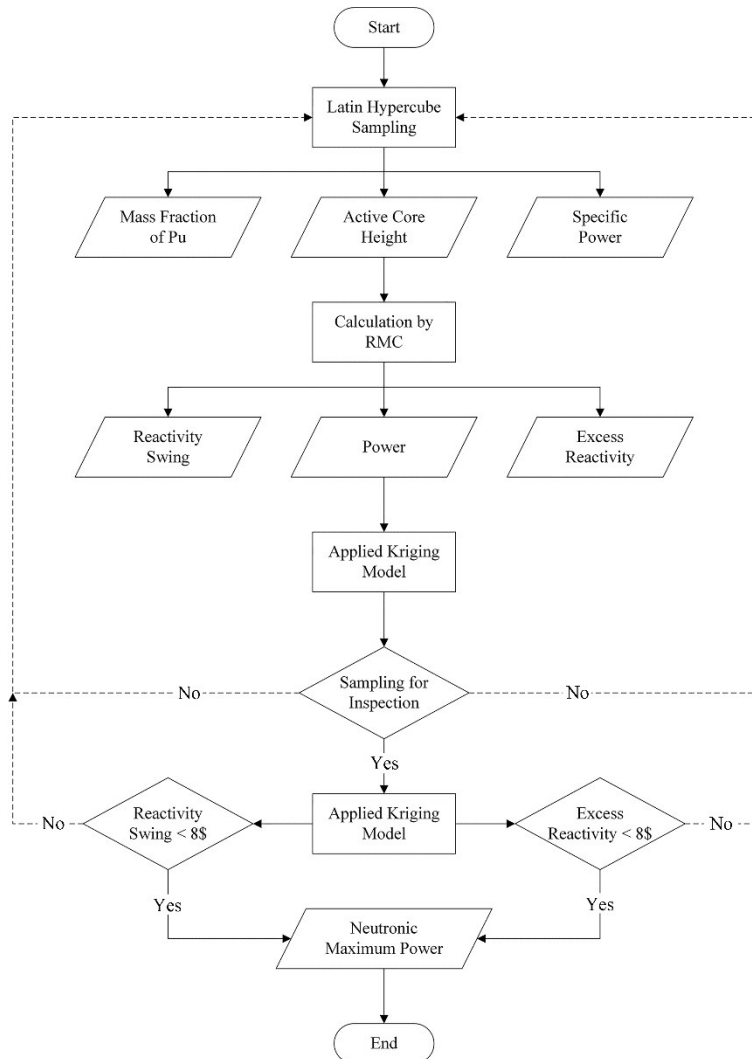 Start
Latin Hypercube
Sampling
Mass Fraction
of Pu
Active Core
Height
Specific
Power
Calculation by
RMC
Reactivity
Swing
Power
Excess
Reactivity
Applied Kriging
Model
No
Sampling for
Inspection
No
Yes
No
Reactivity
Swing < 8$
Applied Kriging
Model
Excess
Reactivity < 8$
No
Yes
Yes
Neutronic
Maximum Power
End